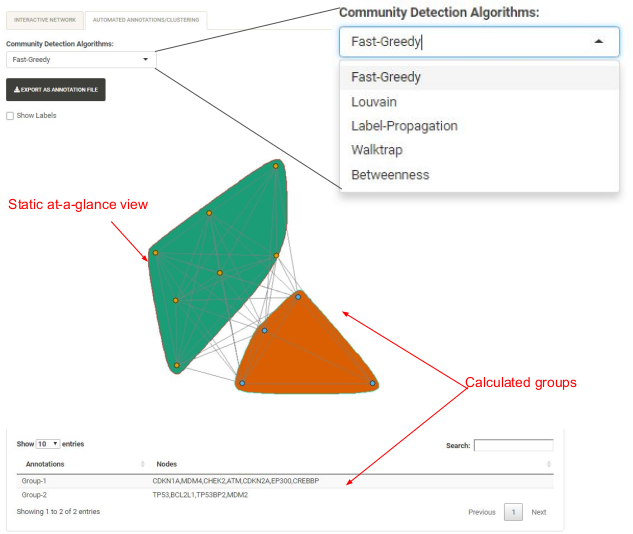 INTERACTIVE NETWORK
AUTOMATED ANNOTATIONS/CLUSTERING
Community Detection Algorithms:
Fast-Greedy
EXPORT AS ANNOTATION FILE
Show Labels
Community Detection Algorithms:
Fast-Greedy
Fast-Greedy
Louvain
Label-Propagation
Walktrap
Betweenness
Static at-a-glance view
Calculated groups
Show 10 entries
Search:
Annotations Nodes
Group-1 CDKN1A,MDM4,CHEK2,ATM,CDKN2A,EP300,CREBBP
Group-2 TP53,BCL2L1,TP53BP2,MDM2
Showing 1 to 2 of 2 entries
Previous 1 Next